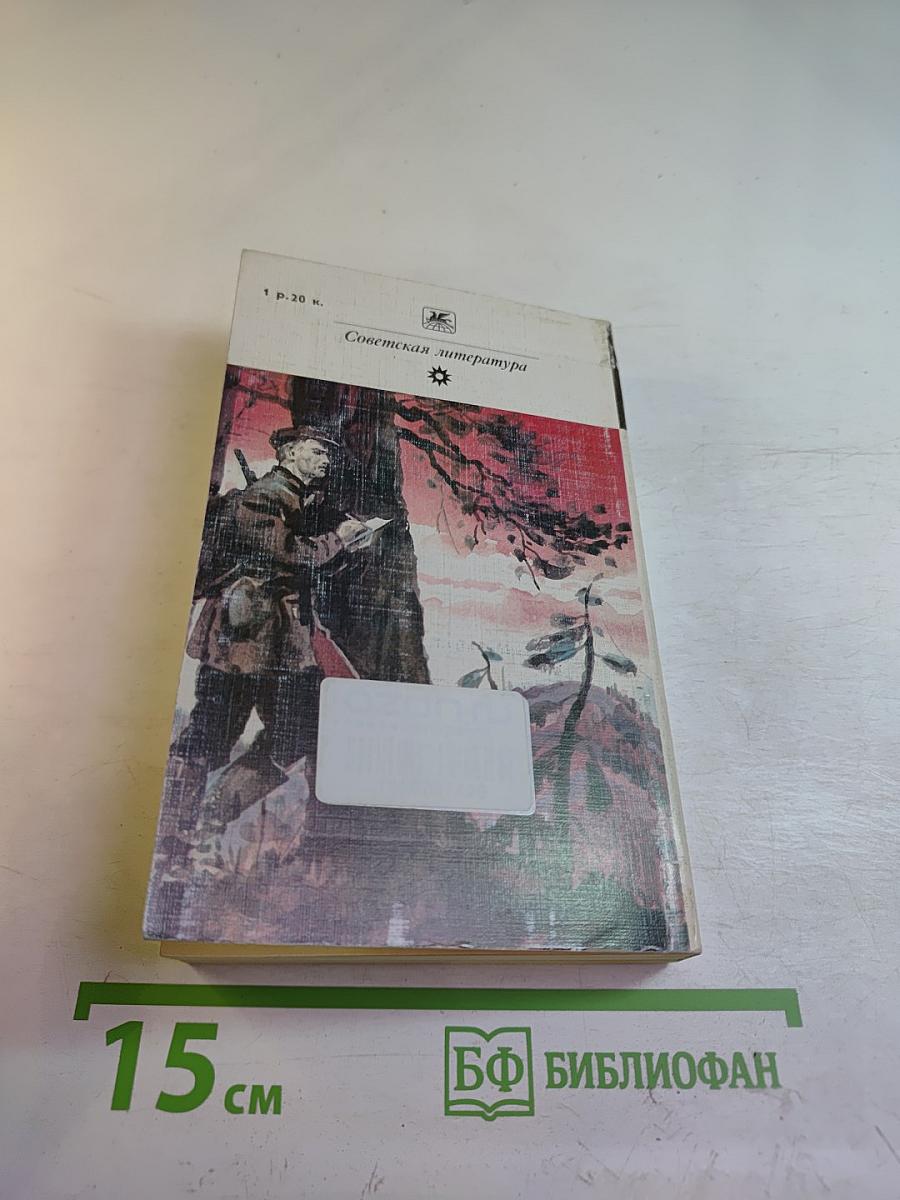 1 р.20 к.
Советская литература
15 см
БФ БИБЛИОФАН